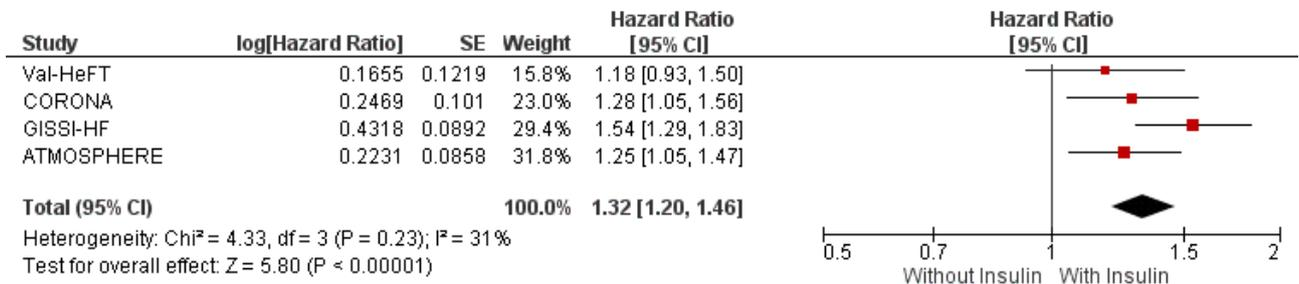 Hazard Ratio Hazard Ratio
Study log[Hazard Ratio] SE Weight [95% CI] [95% CI]
Val-HeFT 0.1655 0.1219 15.8% 1.18 [0.93, 1.50]
CORONA 0.2469 0.101 23.0% 1.28 [1.05, 1.56]
GISSI-HF 0.4318 0.0892 29.4% 1.54 [1.29, 1.83]
ATMOSPHERE 0.2231 0.0858 31.8% 1.25 [1.05, 1.47]
Total (95% CI) 100.0% 1.32 [1.20, 1.46]
Heterogeneity: Chi² = 4.33, df = 3 (P = 0.23); I² = 31%
Test for overall effect: Z = 5.80 (P < 0.00001)
0.5 0.7 1 1.5 2
Without Insulin With Insulin